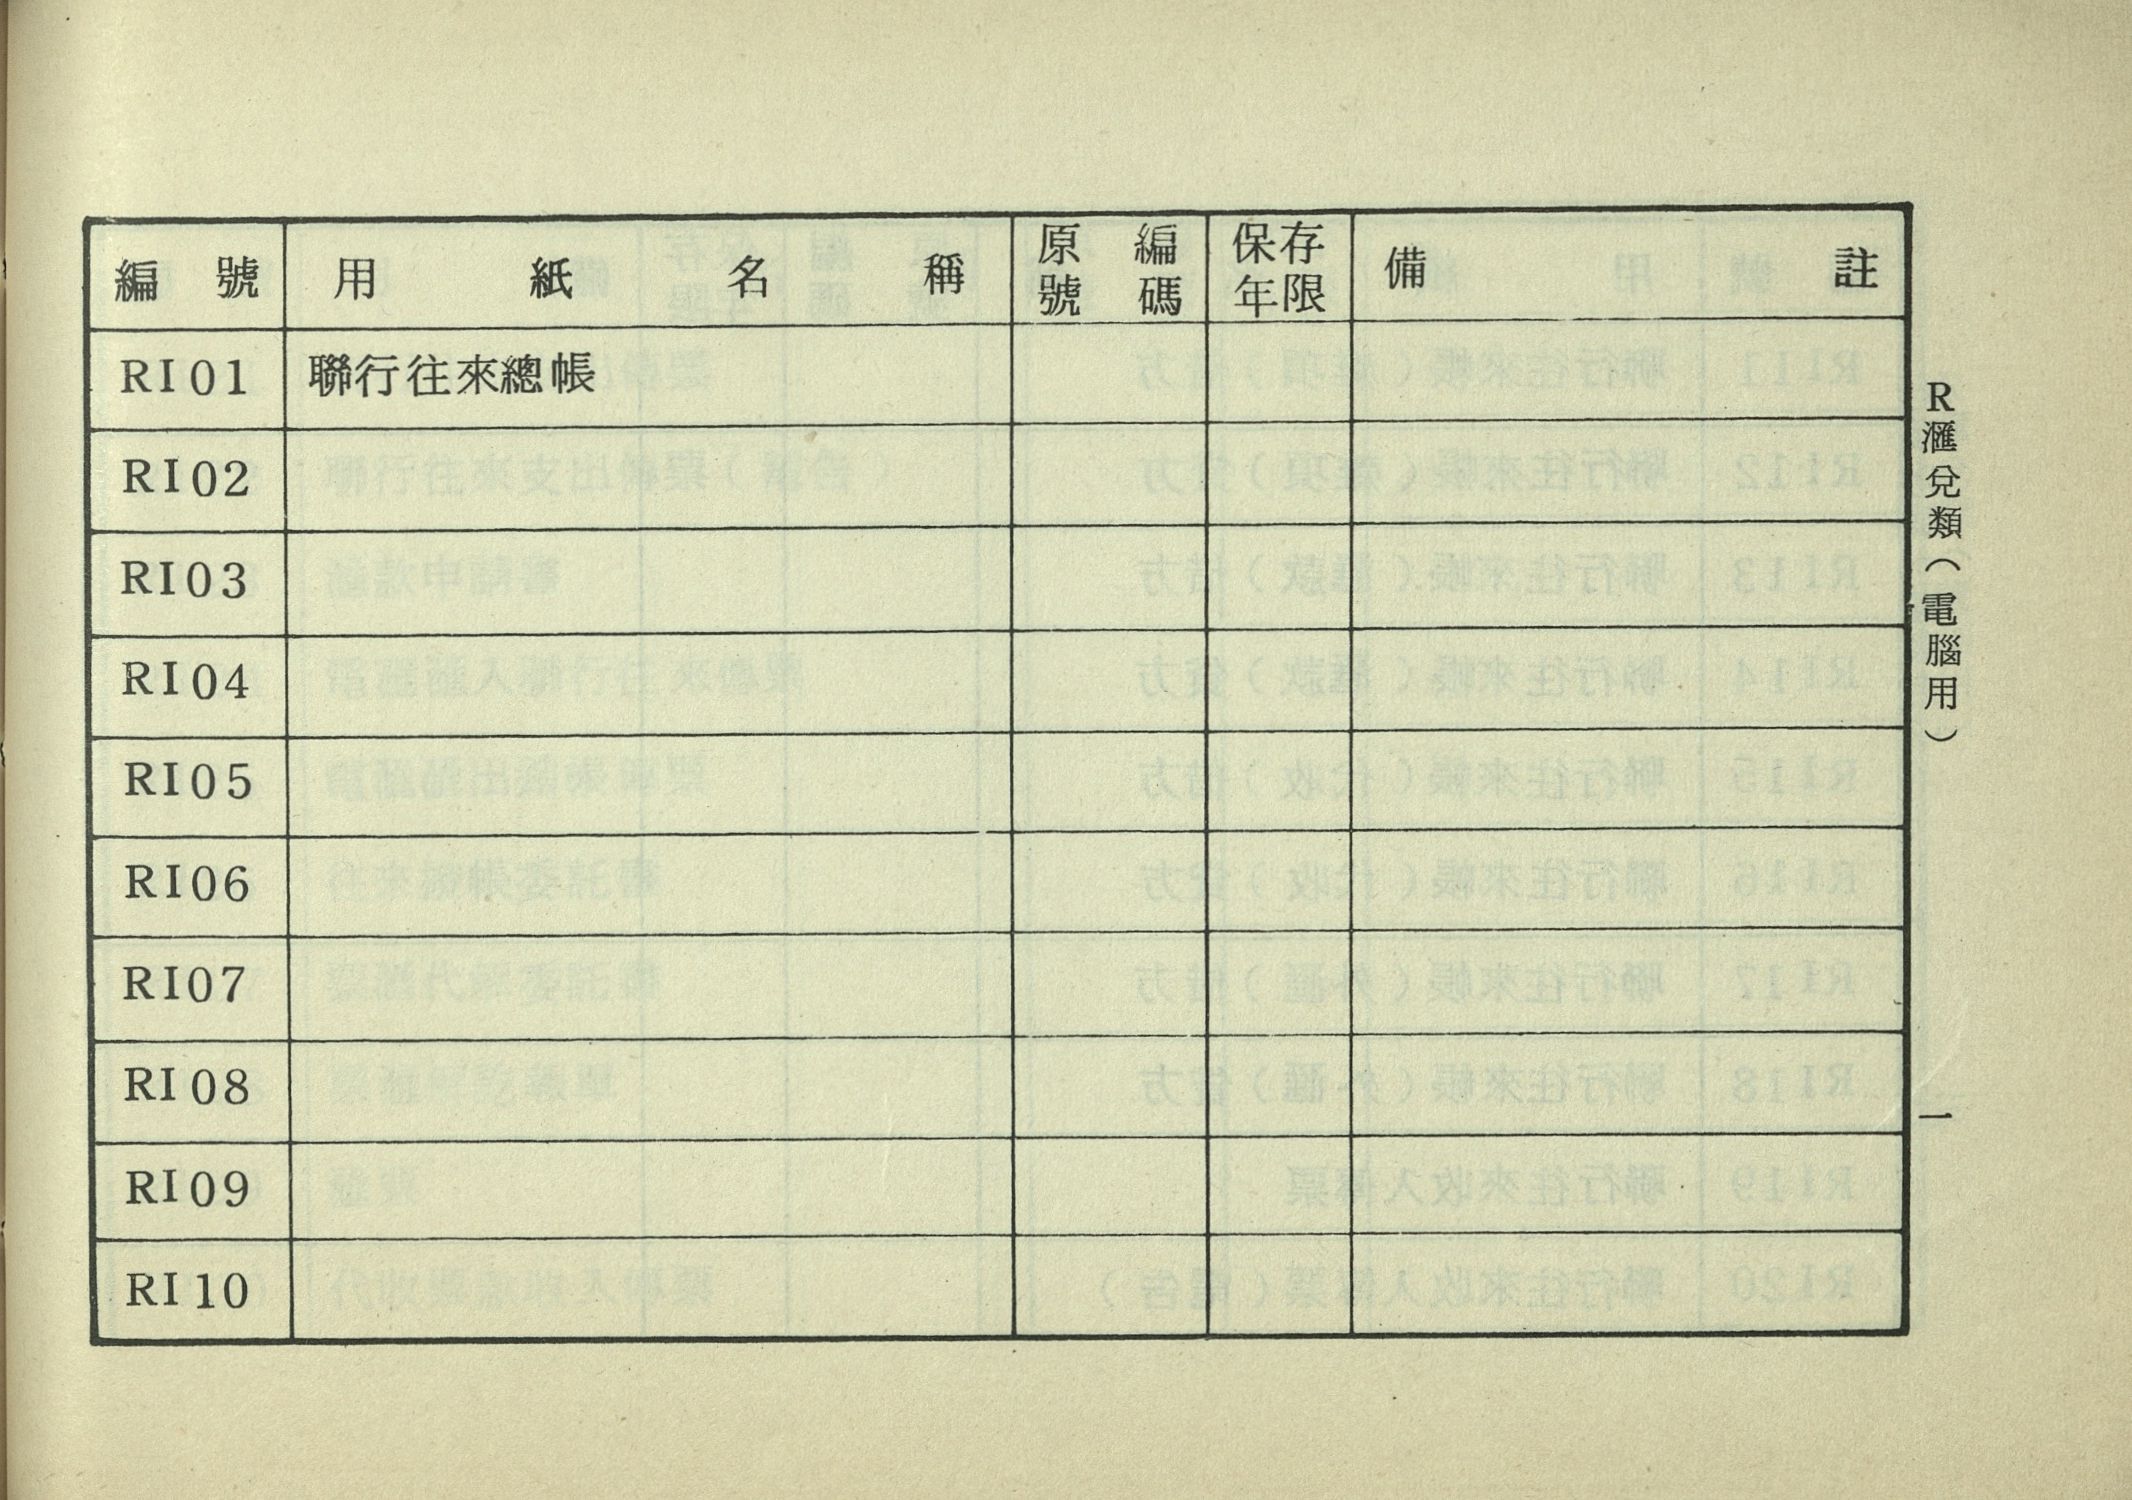 R滙兌類(電腦用)
一
編號 用紙名稱 原編號碼 保存年限 備註
RI01 聯行往來總帳
RI02
RI03
RI04
RI05
RI06
RI07
RI08
RI09
RI10